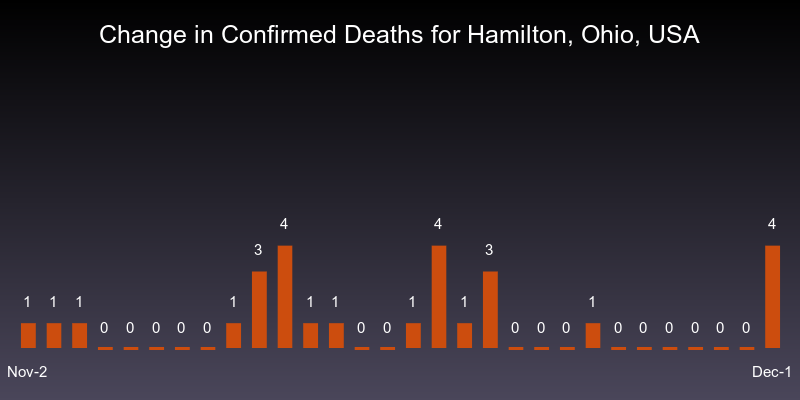 Change in Confirmed Deaths for Hamilton, Ohio, USA
1 1 1 0 0 0 0 0 1 3 4 1 1 0 0 1 4 1 3 0 0 0 1 0 0 0 0 0 0 4
Nov-2 Dec-1